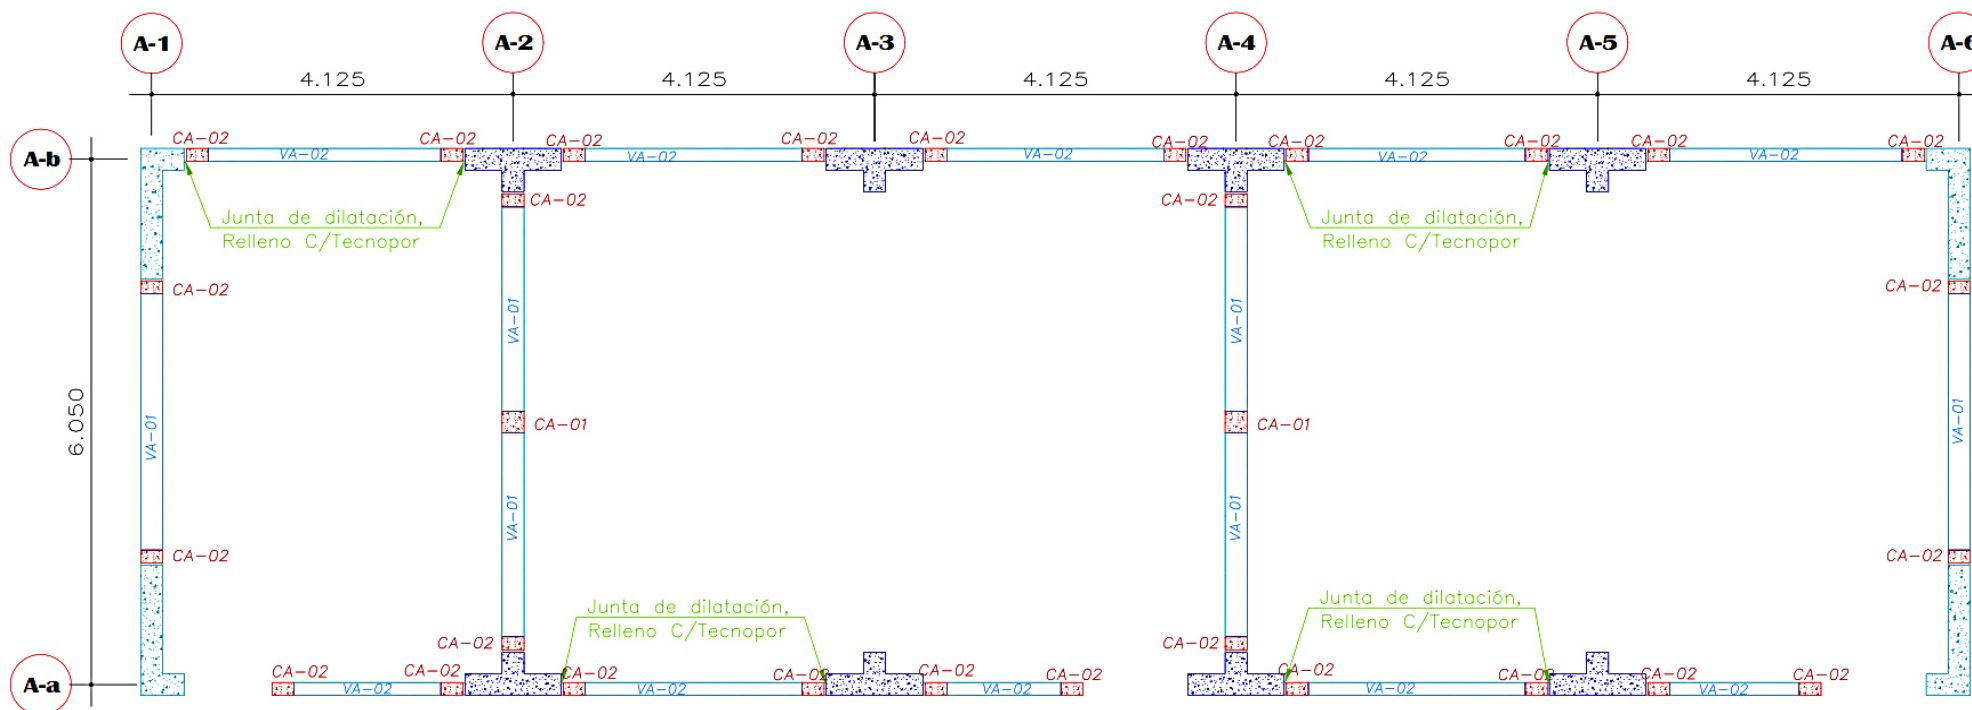 A-1 A-2 A-3 A-4 A-5 A-6
4.125 4.125 4.125 4.125 4.125
CA-02 CA-02 CA-02 CA-02 CA-02 CA-02 CA-02 CA-02 CA-02 CA-02
A-b VA-02 VA-02 VA-02 VA-02 VA-02
CA-02 CA-02
Junta de dilatación,
Relleno C/Tecnopor
Junta de dilatación,
Relleno C/Tecnopor
CA-02 CA-02
VA-01 VA-01
6.050
VA-01 CA-01 CA-01 VA-01
VA-01 VA-01
CA-02 CA-02
Junta de dilatación,
Relleno C/Tecnopor
Junta de dilatación,
Relleno C/Tecnopor
CA-02 CA-02
CA-02 CA-02 CA-02 CA-02 CA-02 CA-02 CA-02 CA-02 CA-02 CA-02
A-a VA-02 VA-02 VA-02 VA-02 VA-02